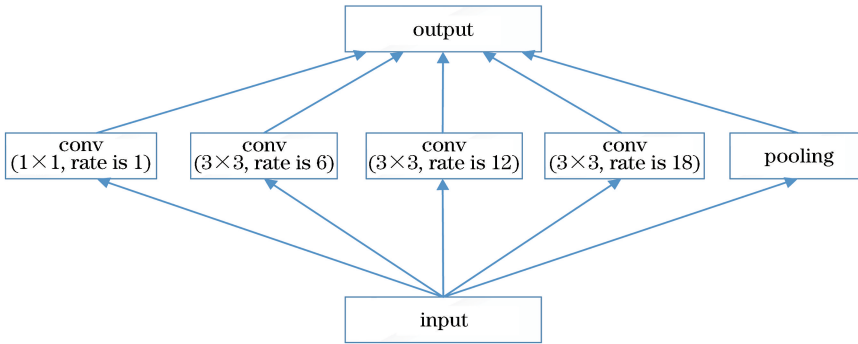 output
conv
(1×1, rate is 1)
conv
(3×3, rate is 6)
conv
(3×3, rate is 12)
conv
(3×3, rate is 18)
pooling
input